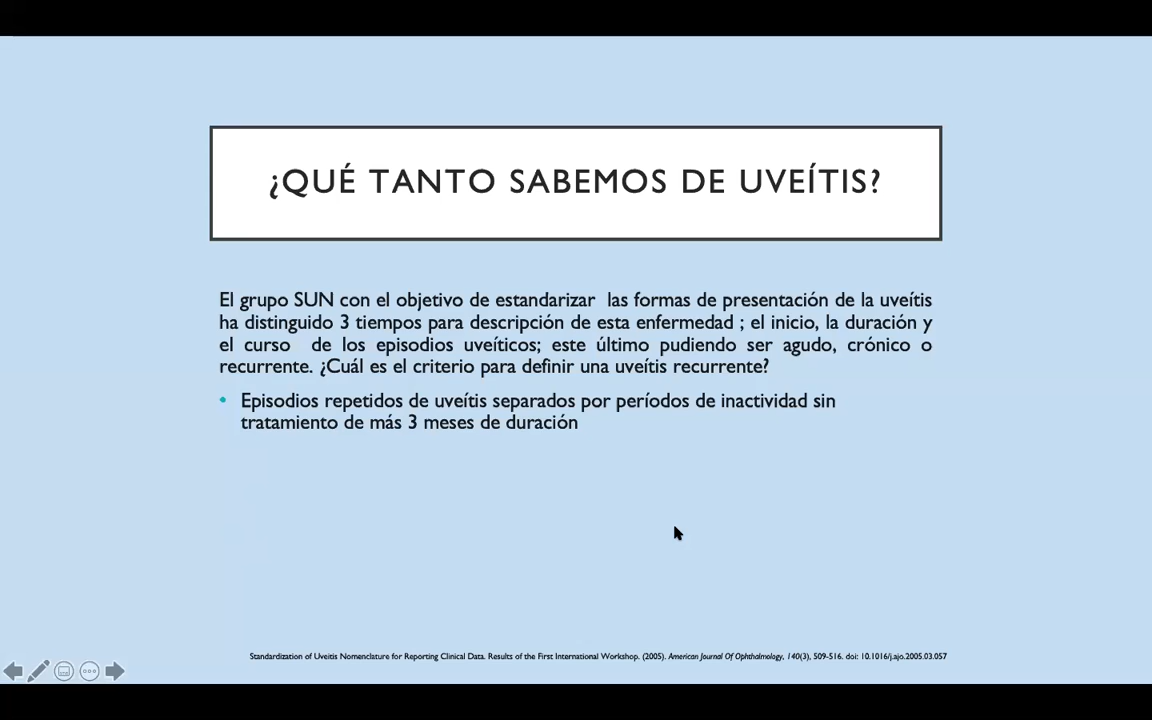 ¿QUÉ TANTO SABEMOS DE UVEÍTIS?
El grupo SUN con el objetivo de estandarizar las formas de presentación de la uveítis
ha distinguido 3 tiempos para descripción de esta enfermedad ; el inicio, la duración y
el curso de los episodios uveíticos; este último pudiendo ser agudo, crónico o
recurrente. ¿Cuál es el criterio para definir una uveítis recurrente?
• Episodios repetidos de uveítis separados por períodos de inactividad sin
tratamiento de más 3 meses de duración
Standardization of Uveitis Nomenclature for Reporting Clinical Data. Results of the First International Workshop. (2005). American Journal Of Ophthalmology, 140(3), 509-516. doi: 10.1016/j.ajo.2005.03.057